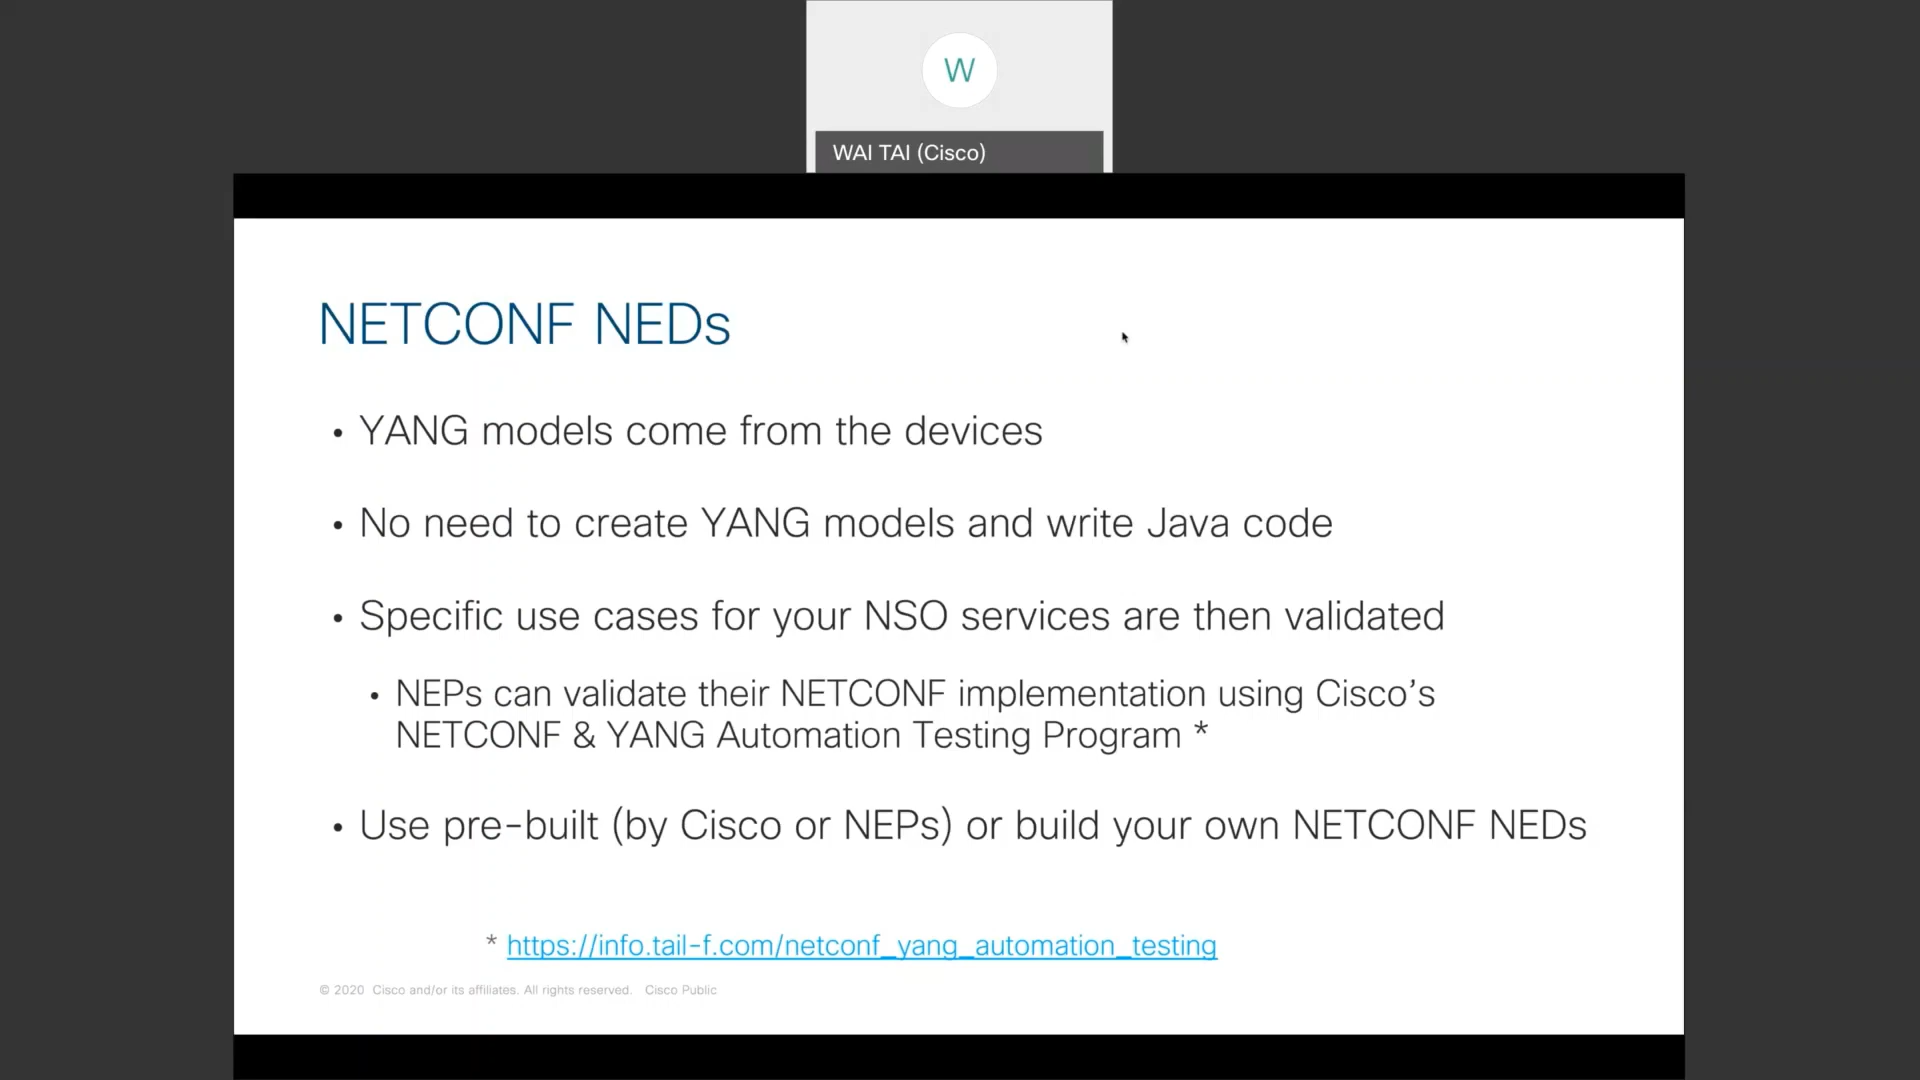 W
WAI TAI (Cisco)
NETCONF NEDs
• YANG models come from the devices
• No need to create YANG models and write Java code
• Specific use cases for your NSO services are then validated
• NEPs can validate their NETCONF implementation using Cisco’s
NETCONF & YANG Automation Testing Program *
• Use pre-built (by Cisco or NEPs) or build your own NETCONF NEDs
* https://info.tail-f.com/netconf_yang_automation_testing
© 2020 Cisco and/or its affiliates. All rights reserved. Cisco Public